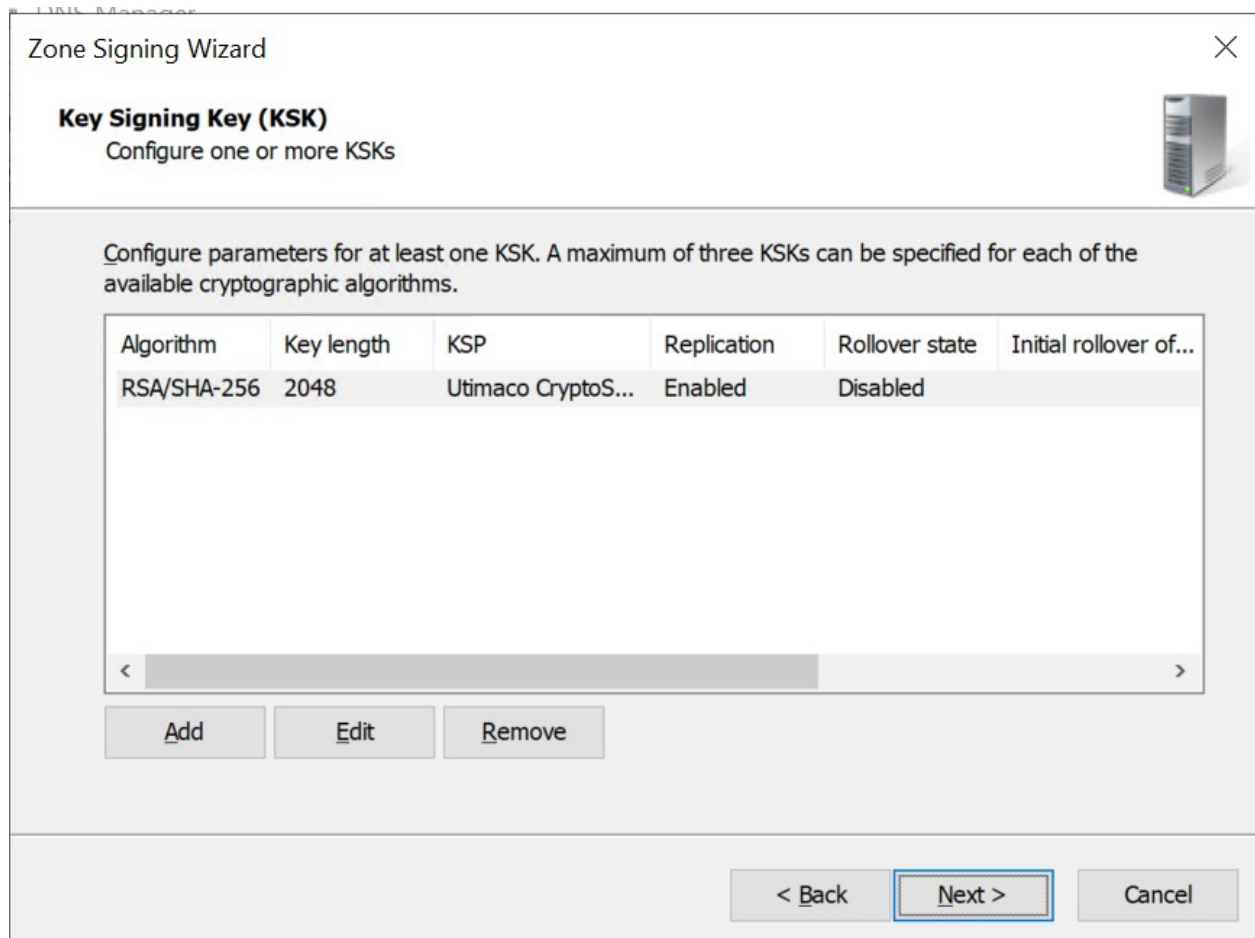 DNS Manager
Zone Signing Wizard
Key Signing Key (KSK)
Configure one or more KSKs
Configure parameters for at least one KSK. A maximum of three KSKs can be specified for each of the
available cryptographic algorithms.
Algorithm Key length KSP Replication Rollover state Initial rollover of...
RSA/SHA-256 2048 Utimaco CryptoS... Enabled Disabled
Add Edit Remove
< Back Next > Cancel